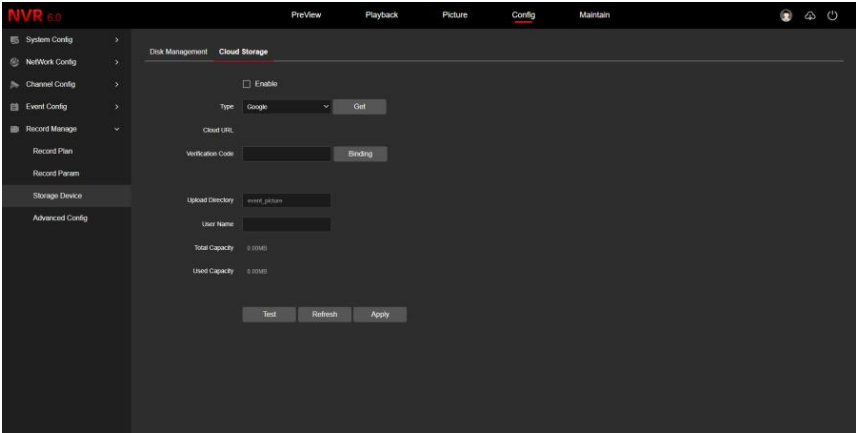 NVR 6.0 PreView Playback Picture Config Maintain
System Config
NetWork Config
Channel Config
Event Config
Record Manage
Record Plan
Record Param
Storage Device
Advanced Config
Disk Management Cloud Storage
Enable
Type Google Get
Cloud URL
Verification Code Binding
Upload Directory event_picture
User Name
Total Capacity 0.00MB
Used Capacity 0.00MB
Test Refresh Apply